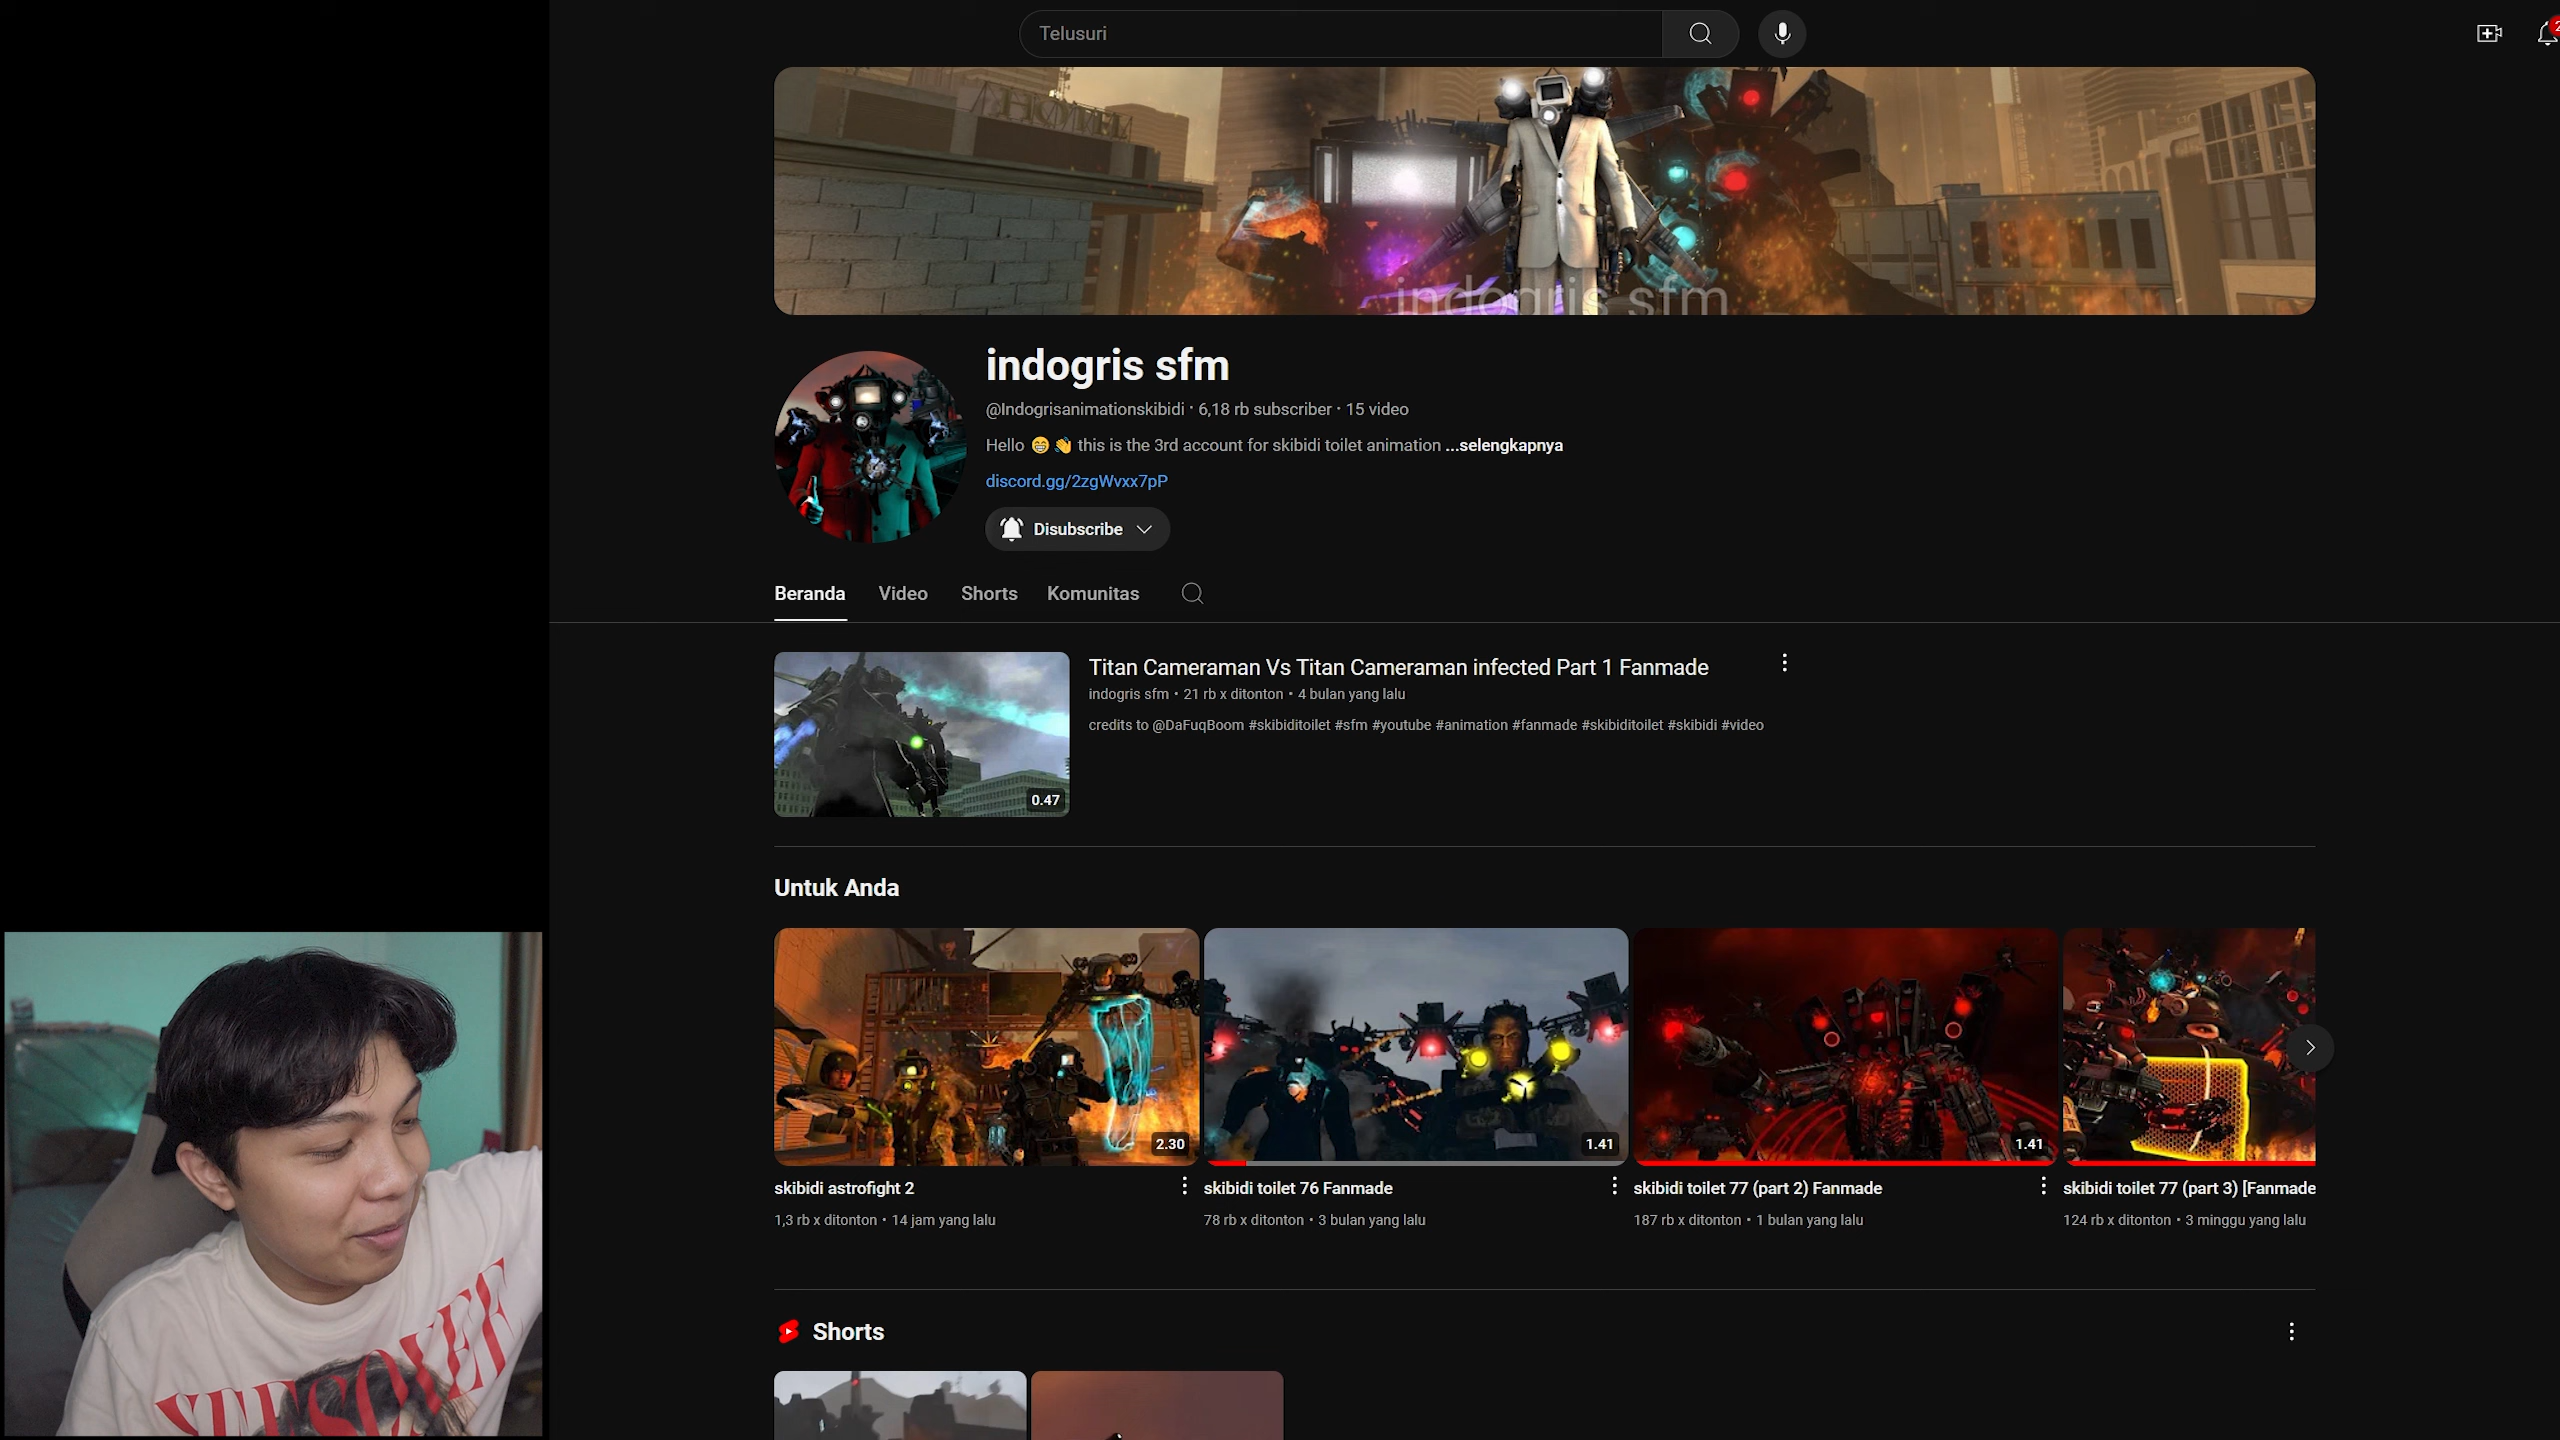 Telusuri
HOTEL
indogris sfm
indogris sfm
@Indogrisanimationskibidi · 6,18 rb subscriber · 15 video
Hello 😁 👋 this is the 3rd account for skibidi toilet animation ...selengkapnya
discord.gg/2zgWvxx7pP
Disubscribe
Beranda Video Shorts Komunitas
Titan Cameraman Vs Titan Cameraman infected Part 1 Fanmade
indogris sfm · 21 rb x ditonton · 4 bulan yang lalu
credits to @DaFuqBoom #skibiditoilet #sfm #youtube #animation #fanmade #skibiditoilet #skibidi #video
0.47
Untuk Anda
2.30
1.41
1.41
skibidi astrofight 2
1,3 rb x ditonton · 14 jam yang lalu
skibidi toilet 76 Fanmade
78 rb x ditonton · 3 bulan yang lalu
skibidi toilet 77 (part 2) Fanmade
187 rb x ditonton · 1 bulan yang lalu
skibidi toilet 77 (part 3) [Fanmade
124 rb x ditonton · 3 minggu yang lalu
Shorts